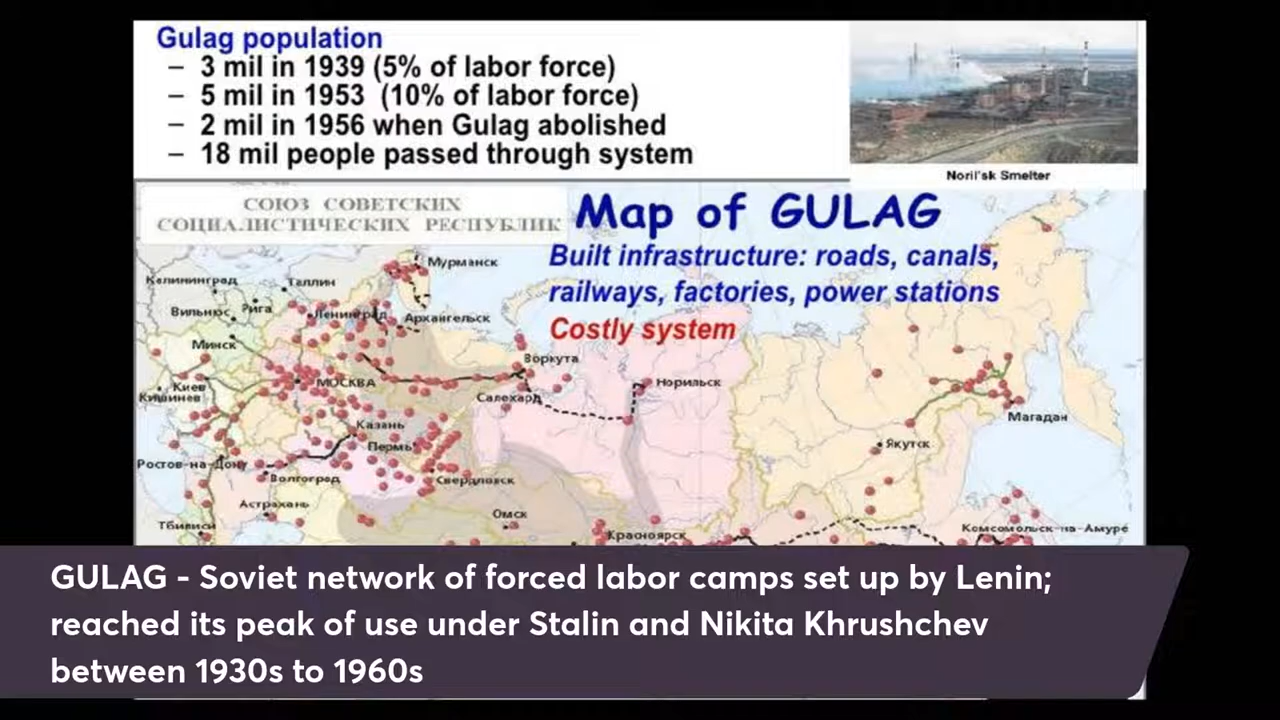 Gulag population
– 3 mil in 1939 (5% of labor force)
– 5 mil in 1953 (10% of labor force)
– 2 mil in 1956 when Gulag abolished
– 18 mil people passed through system
Noril'sk Smelter
СОЮЗ СОВЕТСКИХ
СОЦИАЛИСТИЧЕСКИХ РЕСПУБЛИК
Map of GULAG
Built infrastructure: roads, canals,
railways, factories, power stations
Costly system
Мурманск
Калининград
Таллин
Вильнюс
Рига
Ленинград
Архангельск
Минск
Воркута
Киев
МОСКВА
Норильск
Кишинев
Салехард
Магадан
Казань
Пермь
Якутск
Ростов-на-Дону
Волгоград
Свердловск
Астрахань
Омск
Тбилиси
Красноярск
Комсомольск-на-Амуре
GULAG - Soviet network of forced labor camps set up by Lenin;
reached its peak of use under Stalin and Nikita Khrushchev
between 1930s to 1960s